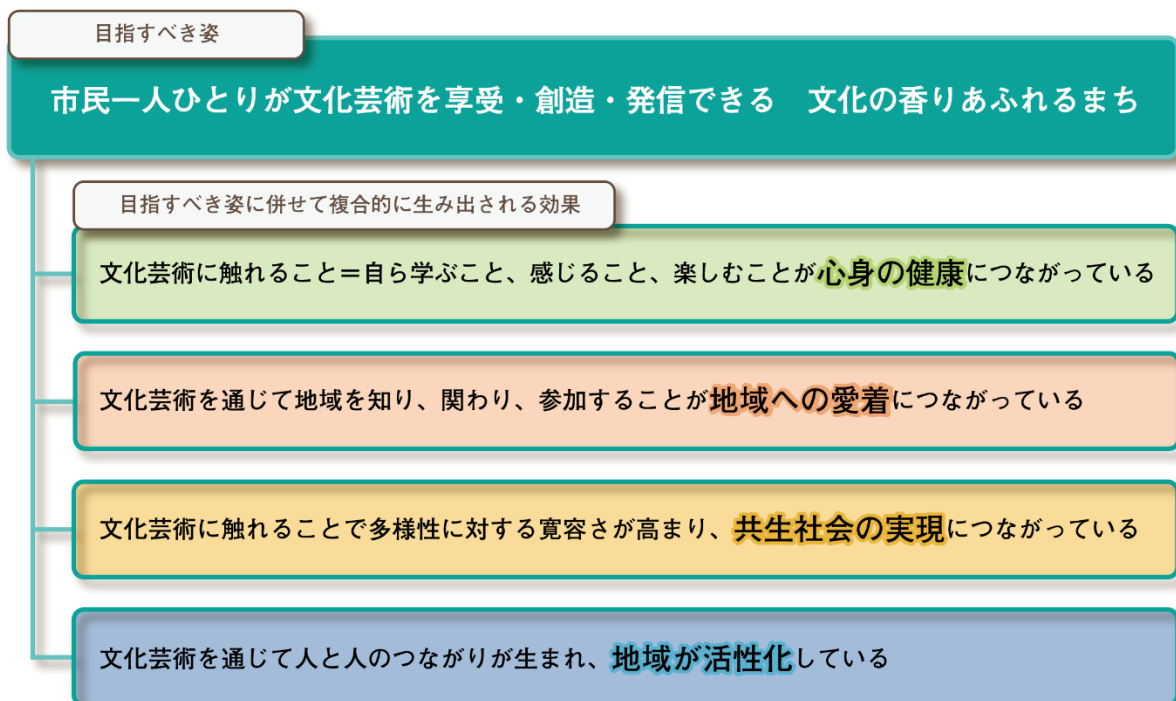 目指すべき姿
市民一人ひとりが文化芸術を享受・創造・発信できる　文化の香りあふれるまち
目指すべき姿に併せて複合的に生み出される効果
文化芸術に触れること＝自ら学ぶこと、感じること、楽しむことが心身の健康につながっている
文化芸術を通じて地域を知り、関わり、参加することが地域への愛着につながっている
文化芸術に触れることで多様性に対する寛容さが高まり、共生社会の実現につながっている
文化芸術を通じて人と人のつながりが生まれ、地域が活性化している